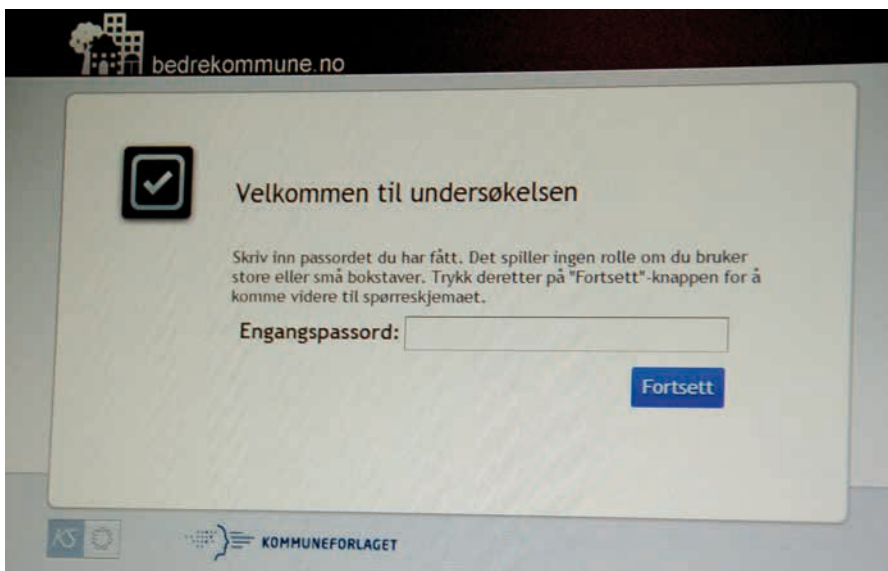 bedrekommune.no
Velkommen til undersøkelsen
Skriv inn passordet du har fått. Det spiller ingen rolle om du bruker
store eller små bokstaver. Trykk deretter på "Fortsett"-knappen for å
komme videre til spørreskjemaet.
Engangspassord:
Fortsett
KS
KOMMUNEFORLAGET